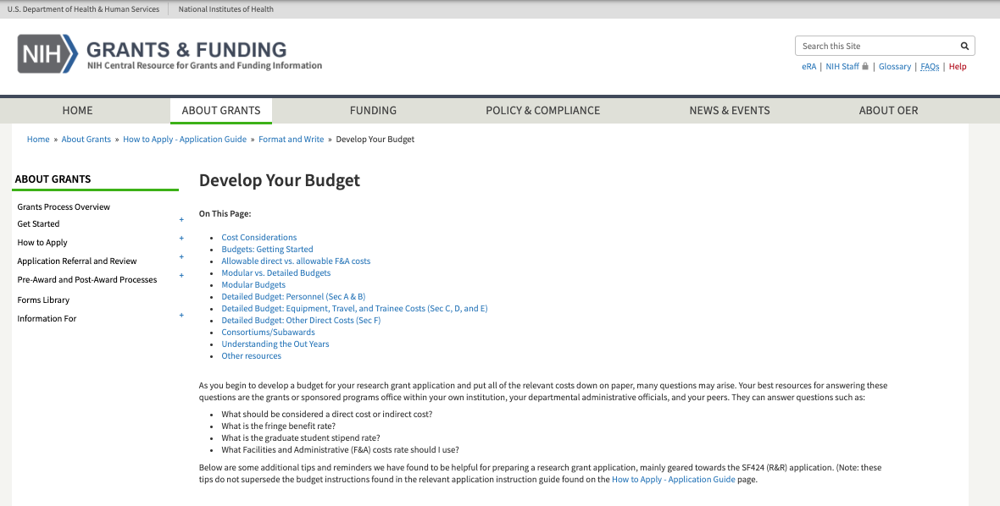 U.S. Department of Health & Human Services National Institutes of Health
NIH GRANTS & FUNDING
NIH Central Resource for Grants and Funding Information
Search this Site
eRA | NIH Staff | Glossary | FAQs | Help
HOME ABOUT GRANTS FUNDING POLICY & COMPLIANCE NEWS & EVENTS ABOUT OER
Home » About Grants » How to Apply - Application Guide » Format and Write » Develop Your Budget
ABOUT GRANTS
Grants Process Overview
Get Started +
How to Apply +
Application Referral and Review +
Pre-Award and Post-Award Processes +
Forms Library
Information For +
Develop Your Budget
On This Page:
• Cost Considerations
• Budgets: Getting Started
• Allowable direct vs. allowable F&A costs
• Modular vs. Detailed Budgets
• Modular Budgets
• Detailed Budget: Personnel (Sec A & B)
• Detailed Budget: Equipment, Travel, and Trainee Costs (Sec C, D, and E)
• Detailed Budget: Other Direct Costs (Sec F)
• Consortiums/Subawards
• Understanding the Out Years
• Other resources
As you begin to develop a budget for your research grant application and put all of the relevant costs down on paper, many questions may arise. Your best resources for answering these
questions are the grants or sponsored programs office within your own institution, your departmental administrative officials, and your peers. They can answer questions such as:
• What should be considered a direct cost or indirect cost?
• What is the fringe benefit rate?
• What is the graduate student stipend rate?
• What Facilities and Administrative (F&A) costs rate should I use?
Below are some additional tips and reminders we have found to be helpful for preparing a research grant application, mainly geared towards the SF424 (R&R) application. (Note: these
tips do not supersede the budget instructions found in the relevant application instruction guide found on the How to Apply - Application Guide page.